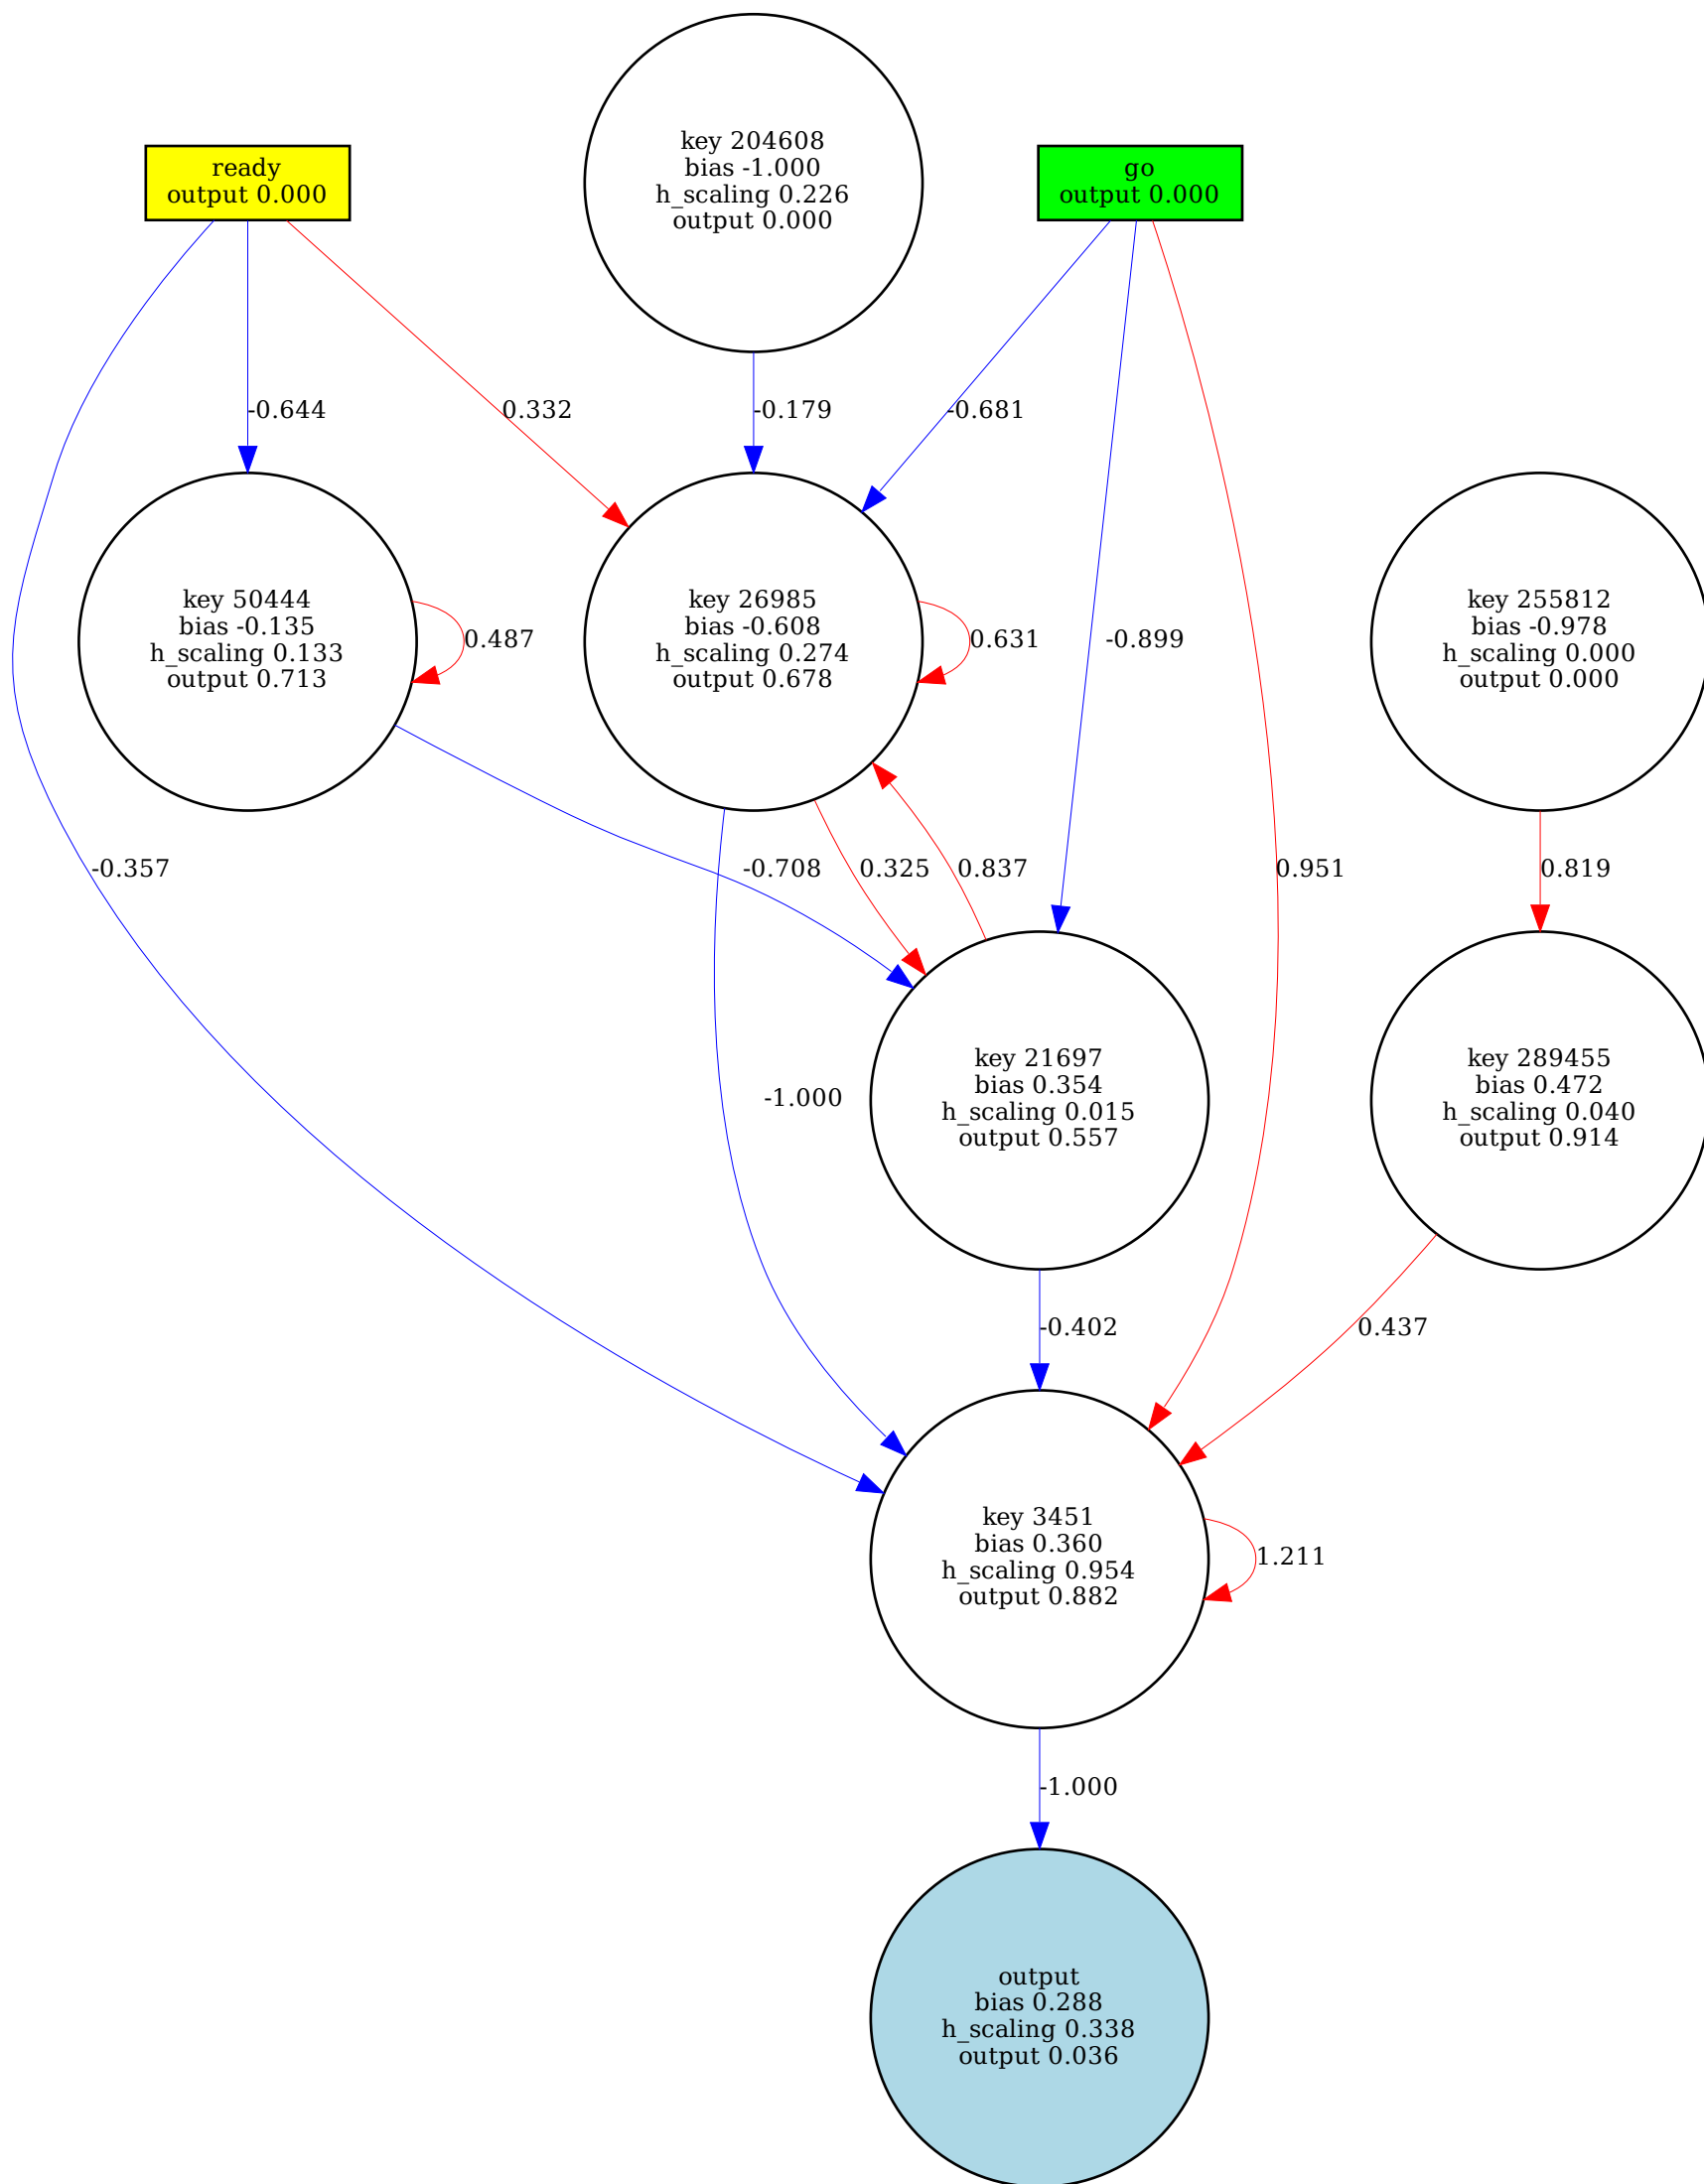 key 204608
bias -1.000
h_scaling 0.226
output 0.000
ready
output 0.000
go
output 0.000
-0.644
0.332
-0.179
-0.681
key 50444
bias -0.135
h_scaling 0.133
output 0.713
0.487
key 26985
bias -0.608
h_scaling 0.274
output 0.678
0.631
-0.899
key 255812
bias -0.978
h_scaling 0.000
output 0.000
-0.357
-0.708
0.325
0.837
0.951
0.819
-1.000
key 21697
bias 0.354
h_scaling 0.015
output 0.557
key 289455
bias 0.472
h_scaling 0.040
output 0.914
-0.402
0.437
key 3451
bias 0.360
h_scaling 0.954
output 0.882
1.211
-1.000
output
bias 0.288
h_scaling 0.338
output 0.036